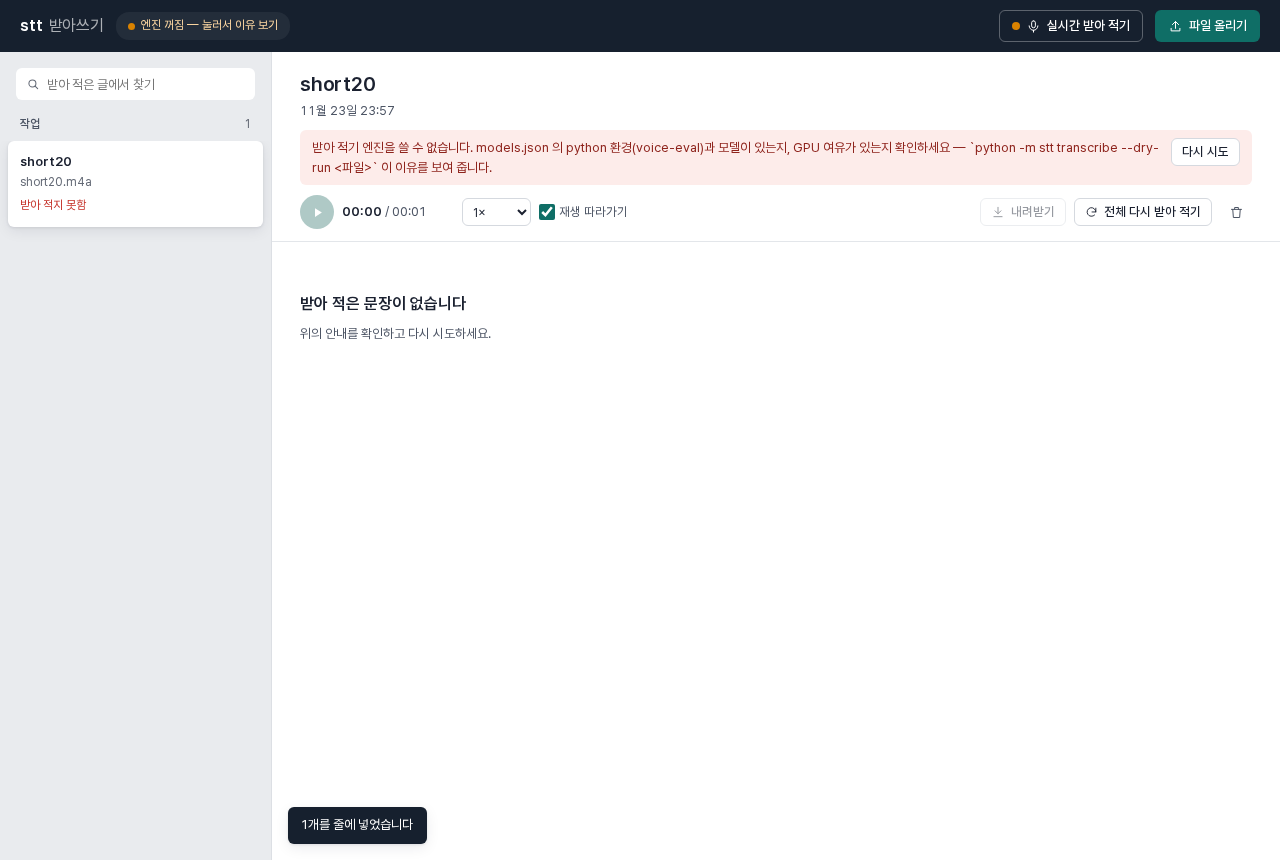 stt 받아쓰기
엔진 꺼짐 — 눌러서 이유 보기
실시간 받아 적기
파일 올리기
받아 적은 글에서 찾기
작업 1
short20
short20.m4a
받아 적지 못함
short20
11월 23일 23:57
받아 적기 엔진을 쓸 수 없습니다. models.json 의 python 환경(voice-eval)과 모델이 있는지, GPU 여유가 있는지 확인하세요 — `python -m stt transcribe --dry-
run <파일>` 이 이유를 보여 줍니다.
다시 시도
00:00 / 00:01
1×
재생 따라가기
내려받기
전체 다시 받아 적기
받아 적은 문장이 없습니다
위의 안내를 확인하고 다시 시도하세요.
1개를 줄에 넣었습니다